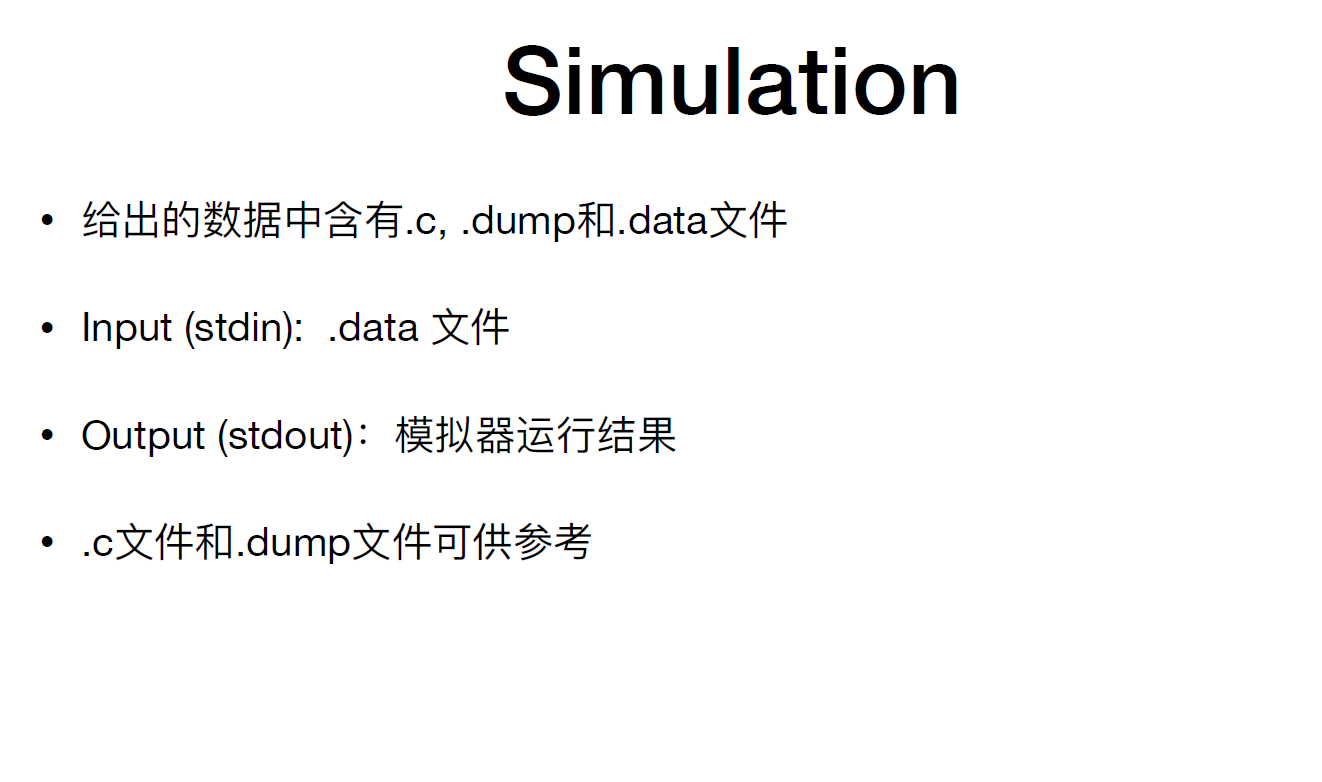 Simulation
• 给出的数据中含有.c, .dump和.data文件
• Input (stdin):  .data 文件
• Output (stdout)：模拟器运行结果
• .c文件和.dump文件可供参考